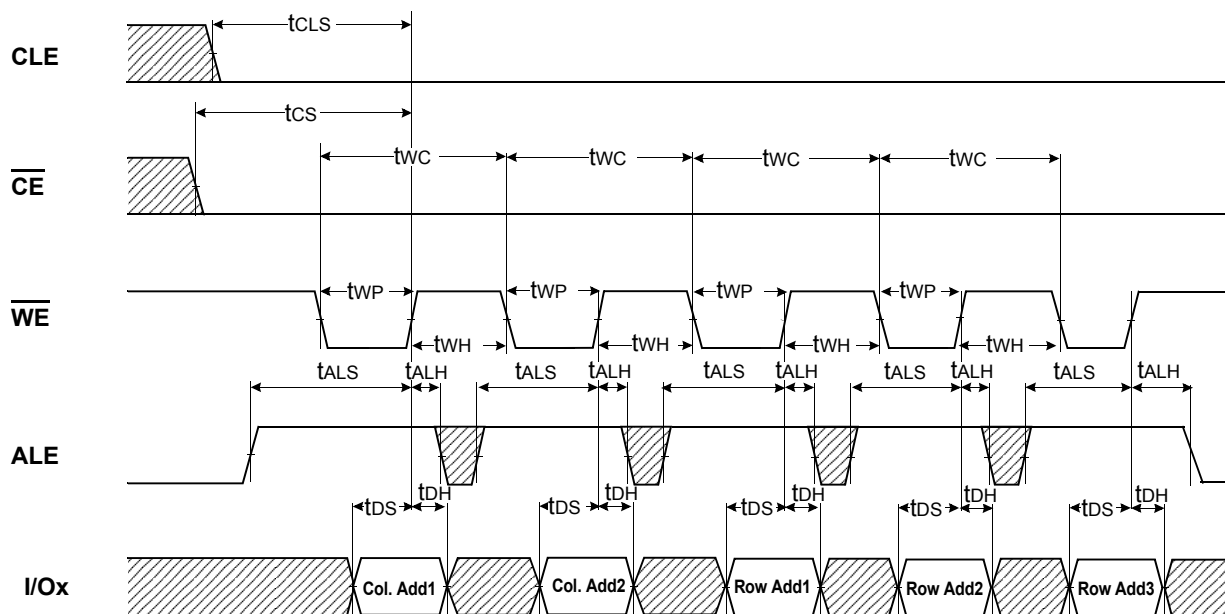 tCLS
CLE
tCS
tWC tWC tWC tWC
CE
tWP tWP tWP tWP
WE
tWH tWH tWH tWH
tALS tALH tALS tALH tALS tALH tALS tALH tALS tALH
ALE
tDS tDH tDS tDH tDS tDH tDS tDH tDS tDH
I/Ox Col. Add1 Col. Add2 Row Add1 Row Add2 Row Add3